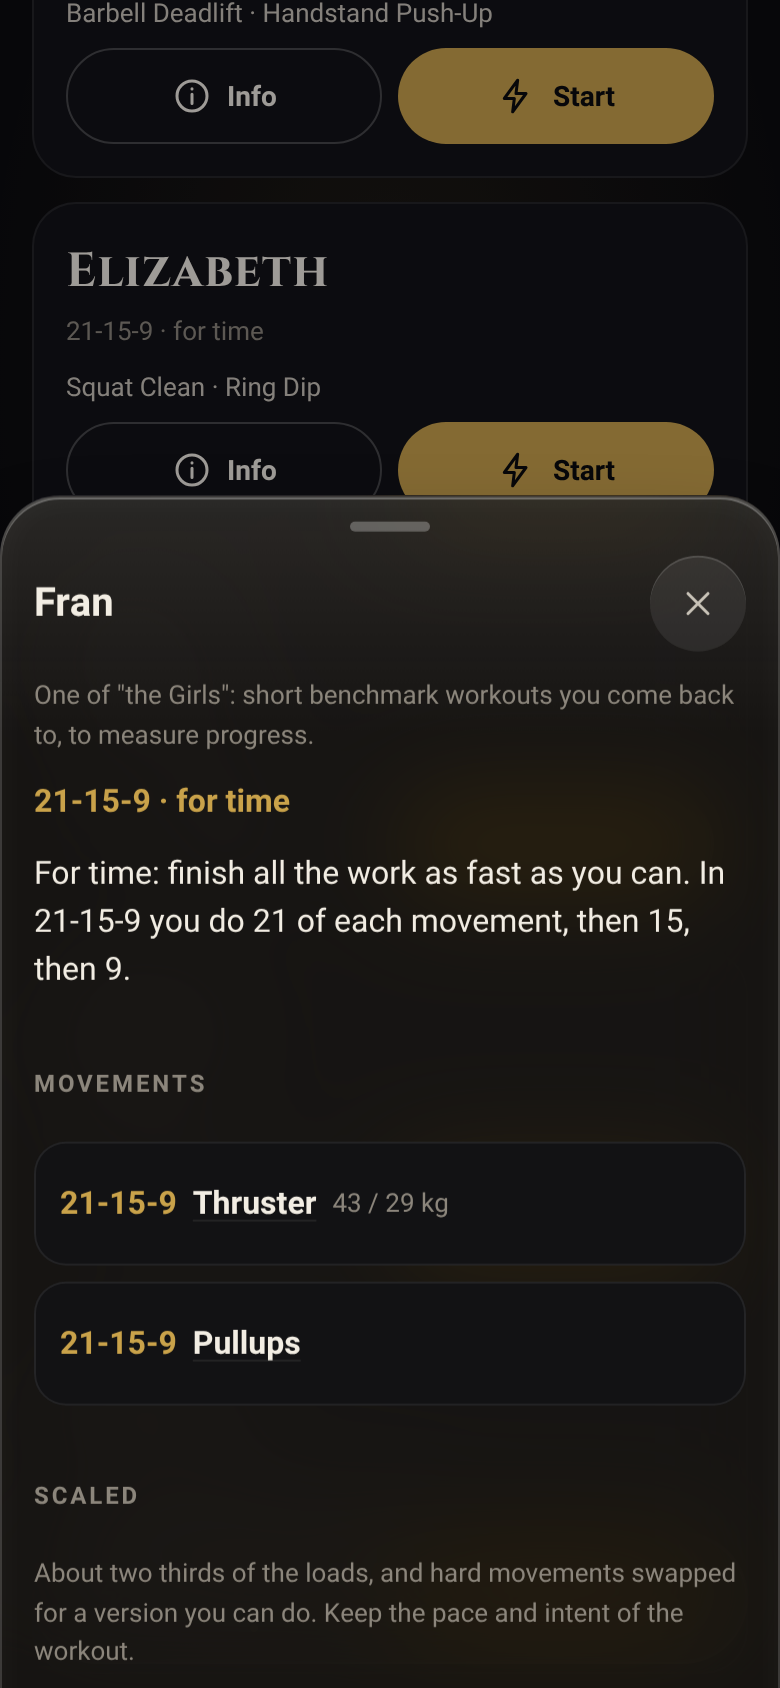 Barbell Deadlift · Handstand Push-Up
Info
Start
Elizabeth
21-15-9 · for time
Squat Clean · Ring Dip
Info
Start
Fran
One of "the Girls": short benchmark workouts you come back
to, to measure progress.
21-15-9 · for time
For time: finish all the work as fast as you can. In
21-15-9 you do 21 of each movement, then 15,
then 9.
MOVEMENTS
21-15-9 Thruster 43 / 29 kg
21-15-9 Pullups
SCALED
About two thirds of the loads, and hard movements swapped
for a version you can do. Keep the pace and intent of the
workout.